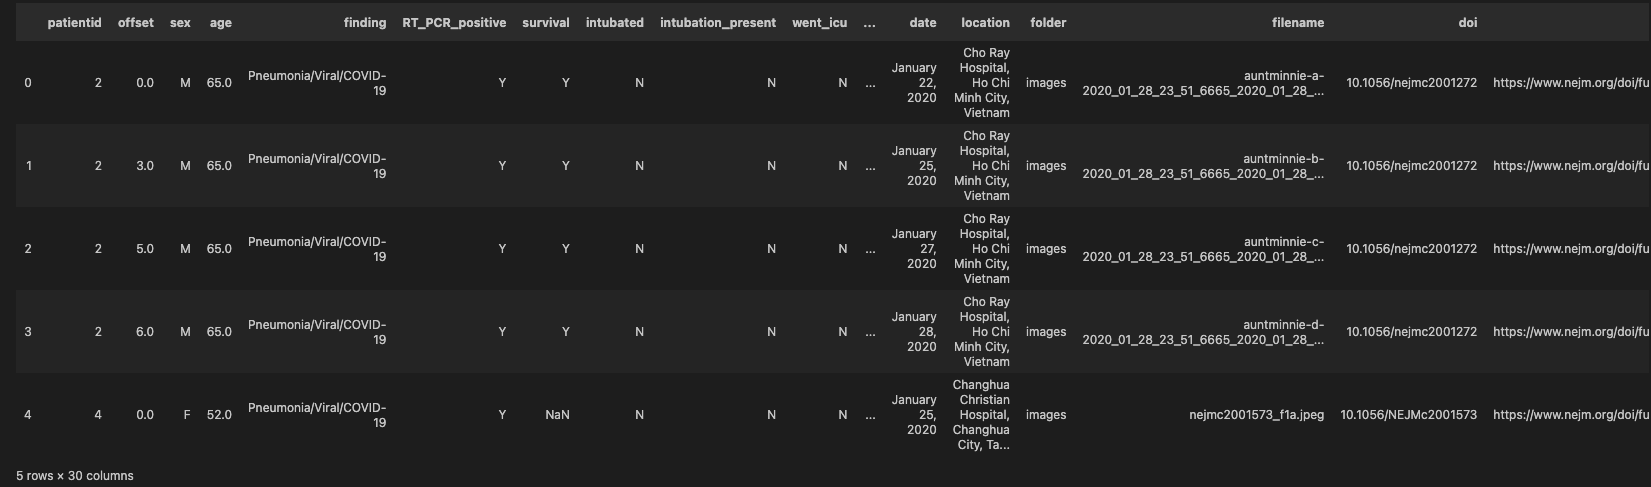 patientid offset sex age finding RT_PCR_positive survival intubated intubation_present went_icu ... date location folder filename doi
0 2 0.0 M 65.0 Pneumonia/Viral/COVID-19 Y Y N N N ... January 22, 2020 Cho Ray Hospital, Ho Chi Minh City, Vietnam images auntminnie-a-2020_01_28_23_51_6665_2020_01_28_... 10.1056/nejmc2001272 https://www.nejm.org/doi/fu
1 2 3.0 M 65.0 Pneumonia/Viral/COVID-19 Y Y N N N ... January 25, 2020 Cho Ray Hospital, Ho Chi Minh City, Vietnam images auntminnie-b-2020_01_28_23_51_6665_2020_01_28_... 10.1056/nejmc2001272 https://www.nejm.org/doi/fu
2 2 5.0 M 65.0 Pneumonia/Viral/COVID-19 Y Y N N N ... January 27, 2020 Cho Ray Hospital, Ho Chi Minh City, Vietnam images auntminnie-c-2020_01_28_23_51_6665_2020_01_28_... 10.1056/nejmc2001272 https://www.nejm.org/doi/fu
3 2 6.0 M 65.0 Pneumonia/Viral/COVID-19 Y Y N N N ... January 28, 2020 Cho Ray Hospital, Ho Chi Minh City, Vietnam images auntminnie-d-2020_01_28_23_51_6665_2020_01_28_... 10.1056/nejmc2001272 https://www.nejm.org/doi/fu
4 4 0.0 F 52.0 Pneumonia/Viral/COVID-19 Y NaN N N N ... January 25, 2020 Changhua Christian Hospital, Changhua City, Ta... images nejmc2001573_f1a.jpeg 10.1056/NEJMc2001573 https://www.nejm.org/doi/fu
5 rows × 30 columns